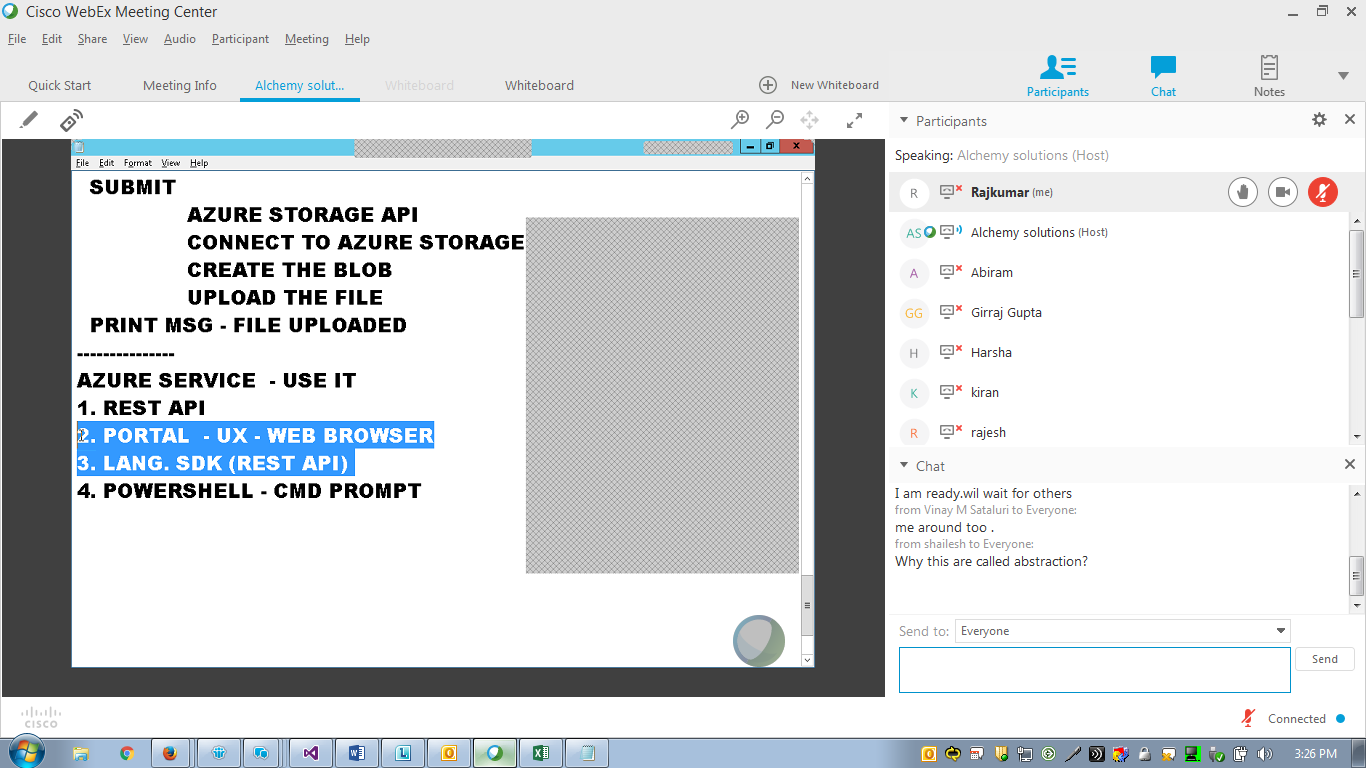 Cisco WebEx Meeting Center
File Edit Share View Audio Participant Meeting Help
Quick Start Meeting Info Alchemy solut... Whiteboard Whiteboard New Whiteboard
Participants Chat Notes
File Edit Format View Help
SUBMIT
AZURE STORAGE API
CONNECT TO AZURE STORAGE
CREATE THE BLOB
UPLOAD THE FILE
PRINT MSG - FILE UPLOADED
---------------
AZURE SERVICE - USE IT
1. REST API
2. PORTAL - UX - WEB BROWSER
3. LANG. SDK (REST API)
4. POWERSHELL - CMD PROMPT
Participants
Speaking: Alchemy solutions (Host)
R Rajkumar (me)
AS Alchemy solutions (Host)
A Abiram
GG Girraj Gupta
H Harsha
K kiran
R rajesh
Chat
I am ready.wil wait for others
from Vinay M Sataluri to Everyone:
me around too .
from shailesh to Everyone:
Why this are called abstraction?
Send to: Everyone
Send
CISCO
Connected
3:26 PM